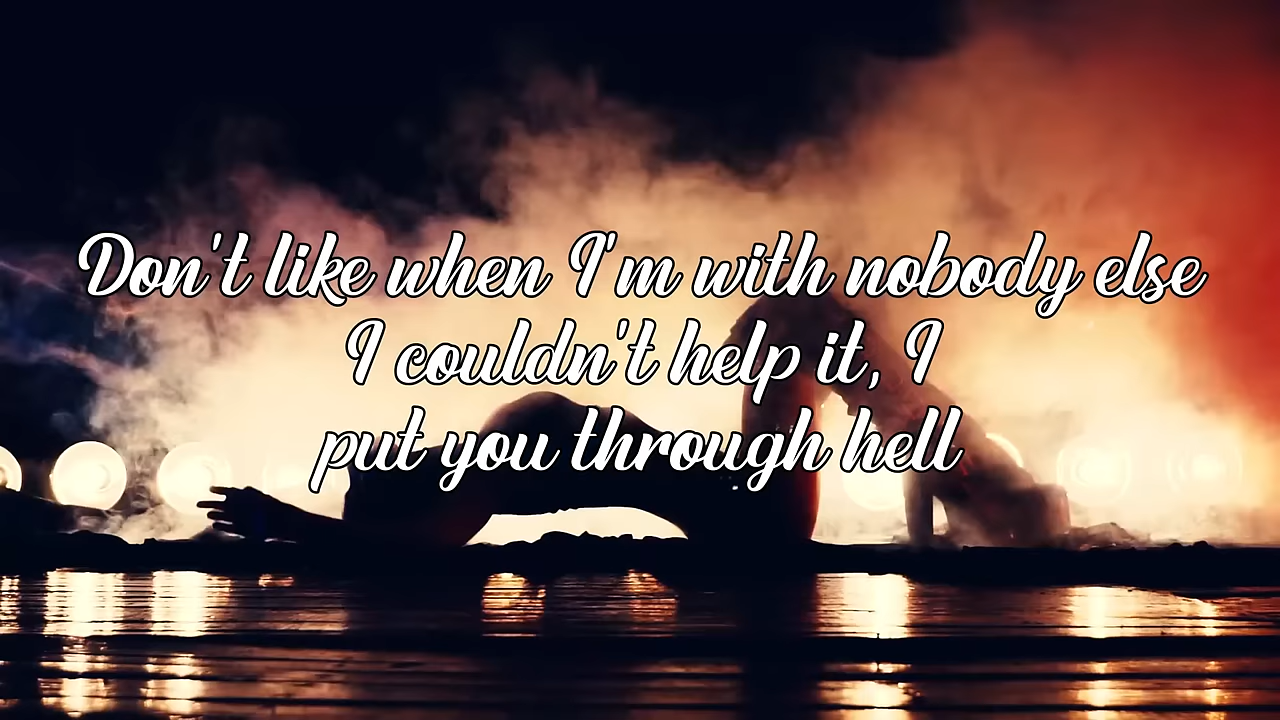 Don't like when I'm with nobody else
I couldn't help it, I
put you through hell